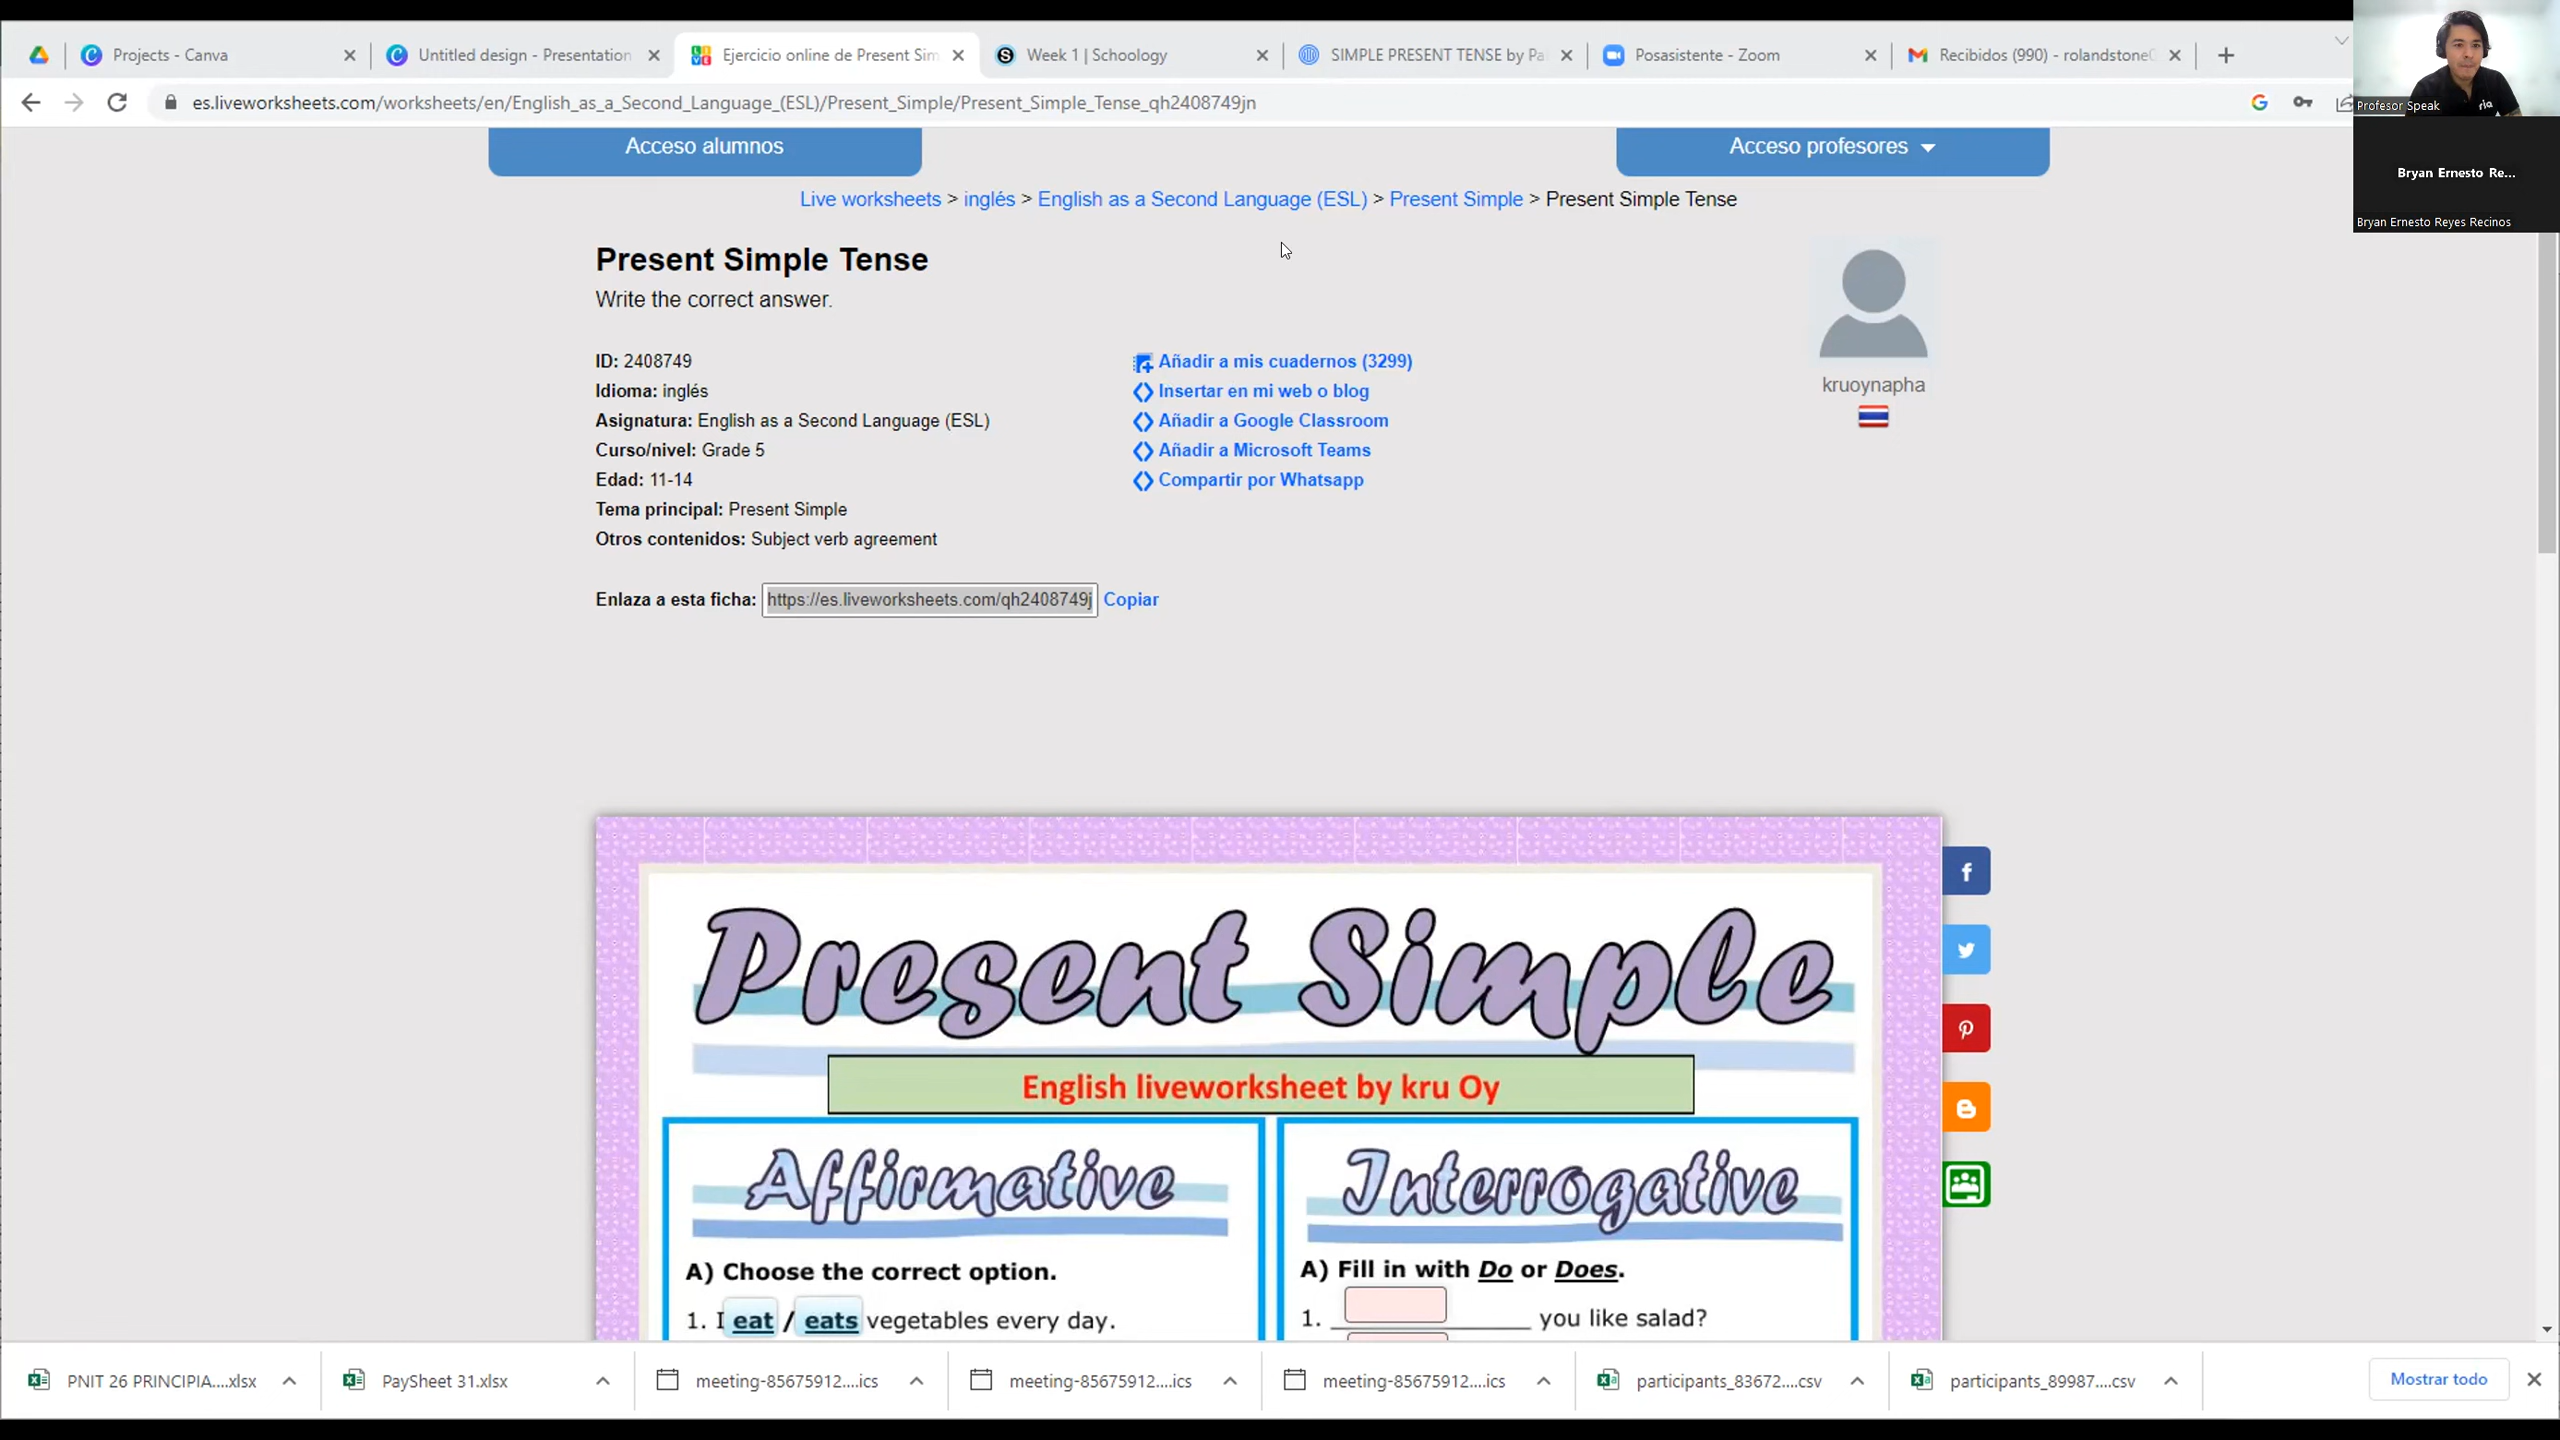 Projects - Canva
Untitled design - Presentation
Ejercicio online de Present Sim
Week 1 | Schoology
SIMPLE PRESENT TENSE by Pa
Posasistente - Zoom
Recibidos (990) - rolandstone
es.liveworksheets.com/worksheets/en/English_as_a_Second_Language_(ESL)/Present_Simple/Present_Simple_Tense_qh2408749jn
Profesor Speak
Bryan Ernesto Re...
Bryan Ernesto Reyes Recinos
Acceso alumnos
Acceso profesores
Live worksheets > inglés > English as a Second Language (ESL) > Present Simple > Present Simple Tense
Present Simple Tense
Write the correct answer.
ID: 2408749
Idioma: inglés
Asignatura: English as a Second Language (ESL)
Curso/nivel: Grade 5
Edad: 11-14
Tema principal: Present Simple
Otros contenidos: Subject verb agreement
Añadir a mis cuadernos (3299)
Insertar en mi web o blog
Añadir a Google Classroom
Añadir a Microsoft Teams
Compartir por Whatsapp
kruoynapha
Enlaza a esta ficha: https://es.liveworksheets.com/qh2408749j Copiar
Present Simple
English liveworksheet by kru Oy
Affirmative
A) Choose the correct option.
1. I eat / eats vegetables every day.
Interrogative
A) Fill in with Do or Does.
1. __________ you like salad?
PNIT 26 PRINCIPIA....xlsx
PaySheet 31.xlsx
meeting-85675912....ics
meeting-85675912....ics
meeting-85675912....ics
participants_83672....csv
participants_89987....csv
Mostrar todo